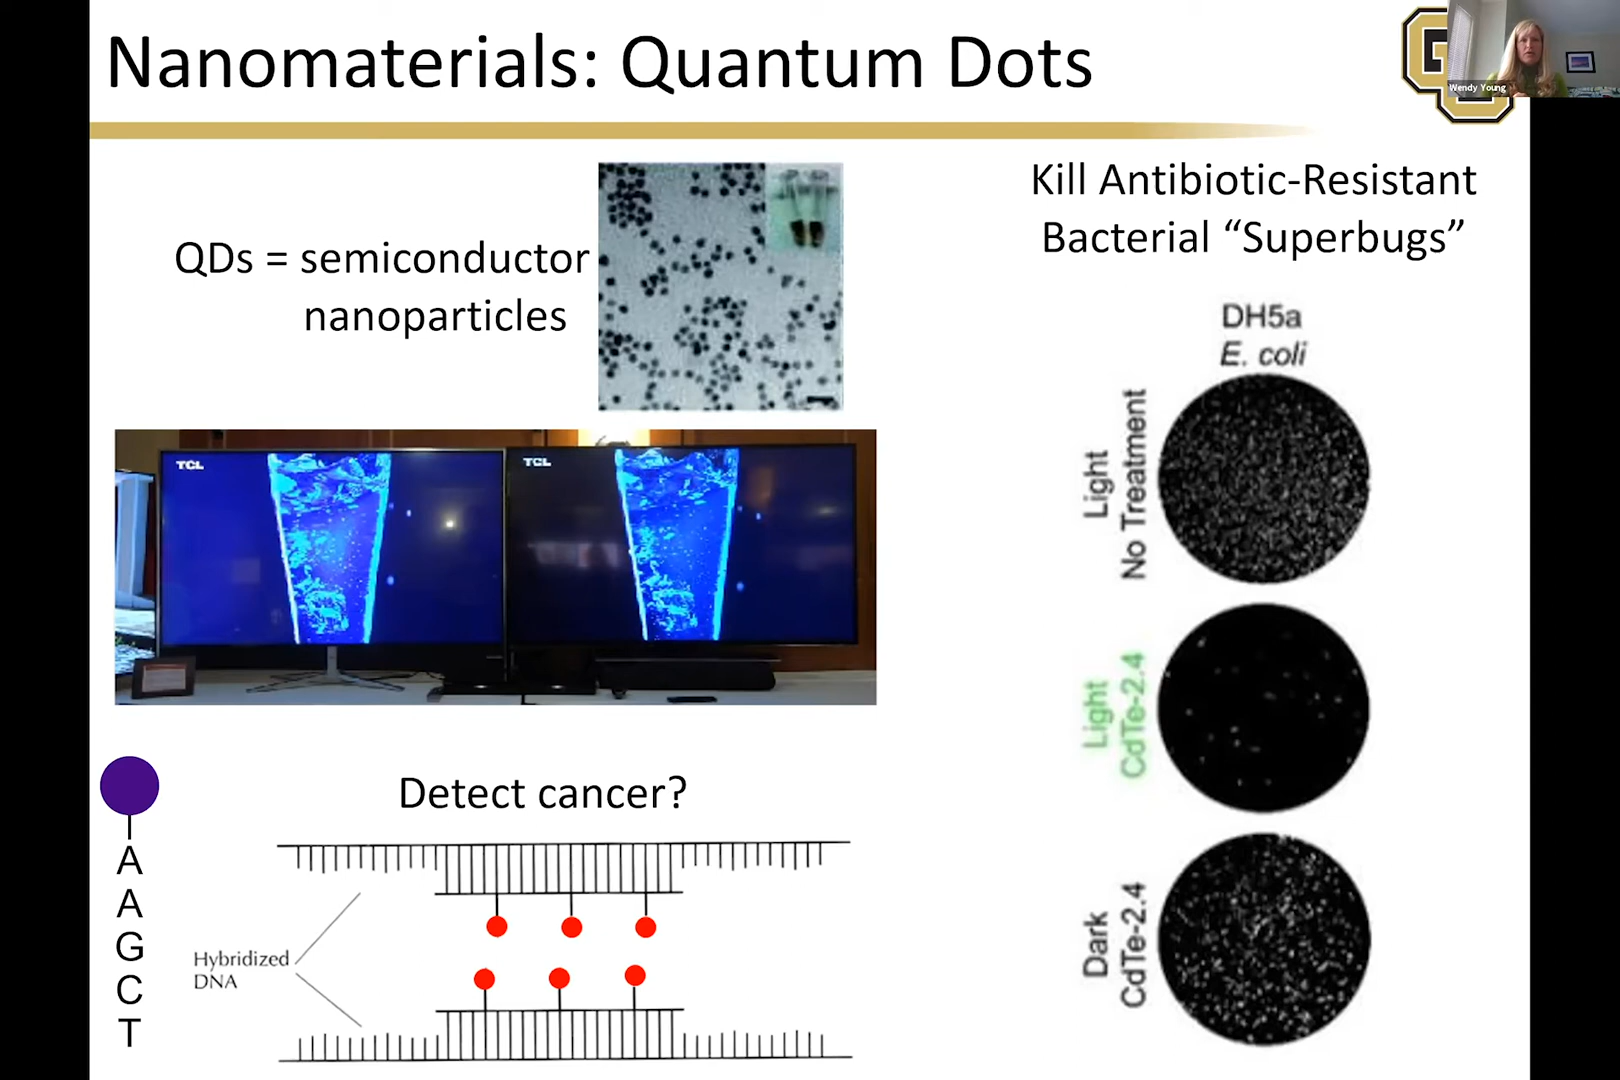 Nanomaterials: Quantum Dots
Wendy Young
QDs = semiconductor
nanoparticles
Kill Antibiotic-Resistant
Bacterial “Superbugs”
DH5a
E. coli
Light
No Treatment
Light
CdTe-2.4
Dark
CdTe-2.4
TCL
TCL
Detect cancer?
A
A
G
C
T
Hybridized
DNA